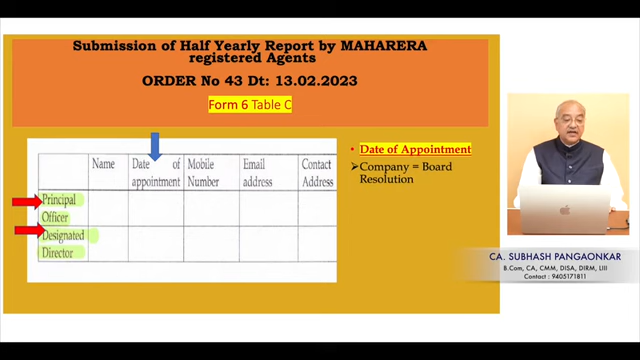 Submission of Half Yearly Report by MAHARERA
registered Agents
ORDER No 43 Dt: 13.02.2023
Form 6 Table C
Name
Date of
appointment
Mobile
Number
Email
address
Contact
Address
Principal
Officer
Designated
Director
• Date of Appointment
➢Company = Board
Resolution
CA. SUBHASH PANGAONKAR
B.Com, CA, CMM, DISA, DIRM, LIII
Contact : 9405171811